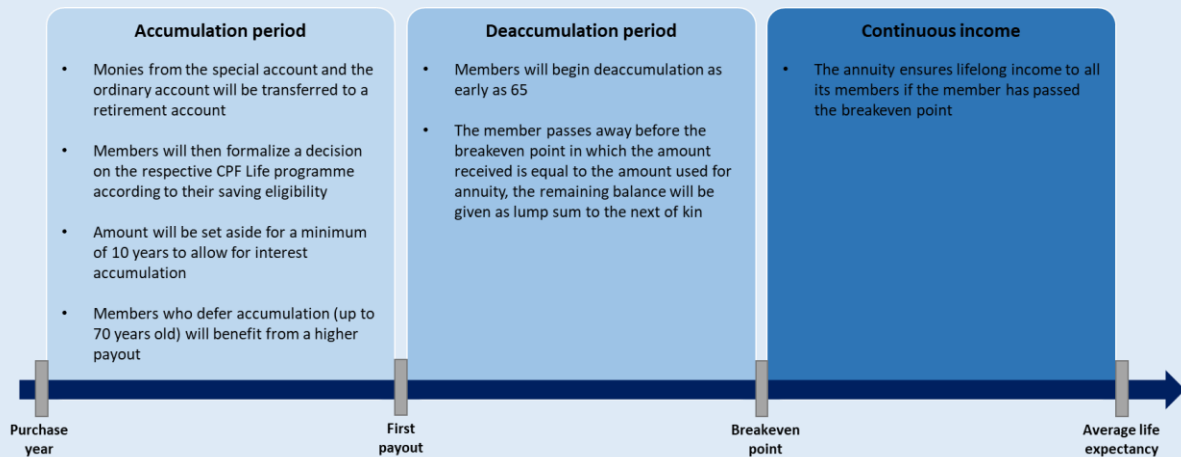 Accumulation period
• Monies from the special account and the
ordinary account will be transferred to a
retirement account
• Members will then formalize a decision
on the respective CPF Life programme
according to their saving eligibility
• Amount will be set aside for a minimum
of 10 years to allow for interest
accumulation
• Members who defer accumulation (up to
70 years old) will benefit from a higher
payout
Deaccumulation period
• Members will begin deaccumulation as
early as 65
• The member passes away before the
breakeven point in which the amount
received is equal to the amount used for
annuity, the remaining balance will be
given as lump sum to the next of kin
Continuous income
• The annuity ensures lifelong income to all
its members if the member has passed
the breakeven point
Purchase
year
First
payout
Breakeven
point
Average life
expectancy